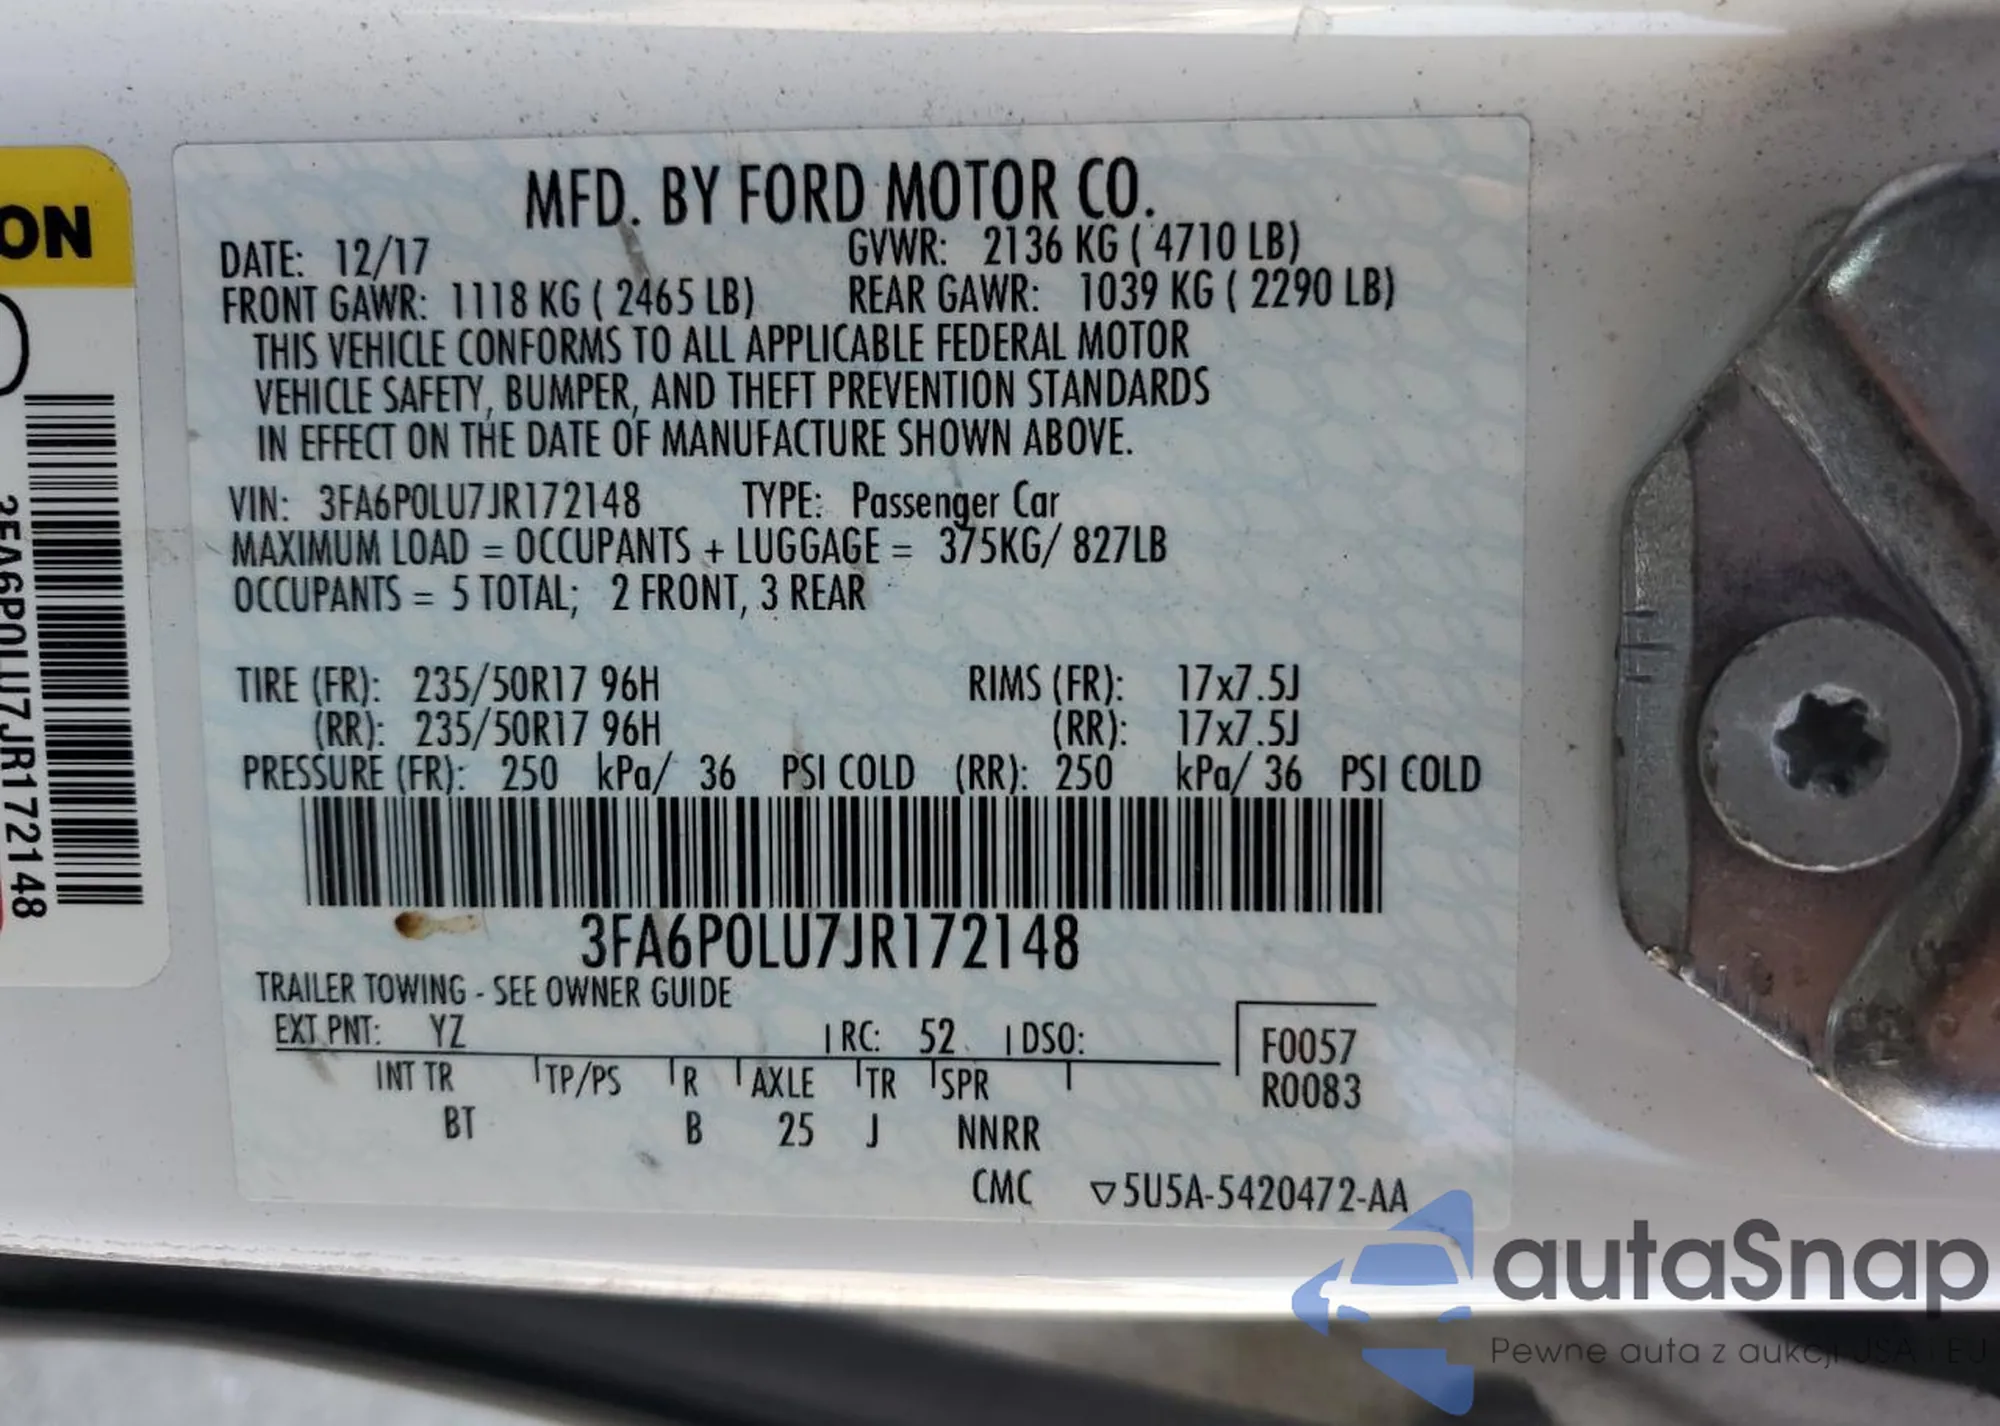 MFD. BY FORD MOTOR CO.
DATE: 12/17 GVWR: 2136 KG ( 4710 LB)
FRONT GAWR: 1118 KG ( 2465 LB) REAR GAWR: 1039 KG ( 2290 LB)
THIS VEHICLE CONFORMS TO ALL APPLICABLE FEDERAL MOTOR
VEHICLE SAFETY, BUMPER, AND THEFT PREVENTION STANDARDS
IN EFFECT ON THE DATE OF MANUFACTURE SHOWN ABOVE.
VIN: 3FA6P0LU7JR172148 TYPE: Passenger Car
MAXIMUM LOAD = OCCUPANTS + LUGGAGE = 375KG/ 827LB
OCCUPANTS = 5 TOTAL; 2 FRONT, 3 REAR
TIRE (FR): 235/50R17 96H RIMS (FR): 17x7.5J
(RR): 235/50R17 96H (RR): 17x7.5J
PRESSURE (FR): 250 kPa/ 36 PSI COLD (RR): 250 kPa/ 36 PSI COLD
3FA6P0LU7JR172148
TRAILER TOWING - SEE OWNER GUIDE
EXT PNT: YZ RC: 52 DSO:
F0057
INT TR TP/PS R AXLE TR SPR
R0083
BT B 25 J NNRR
CMC ▽5U5A-5420472-AA
ON
3FA6P0LU7JR172148
autaSnap
Pewne auta z aukcji USA i EU